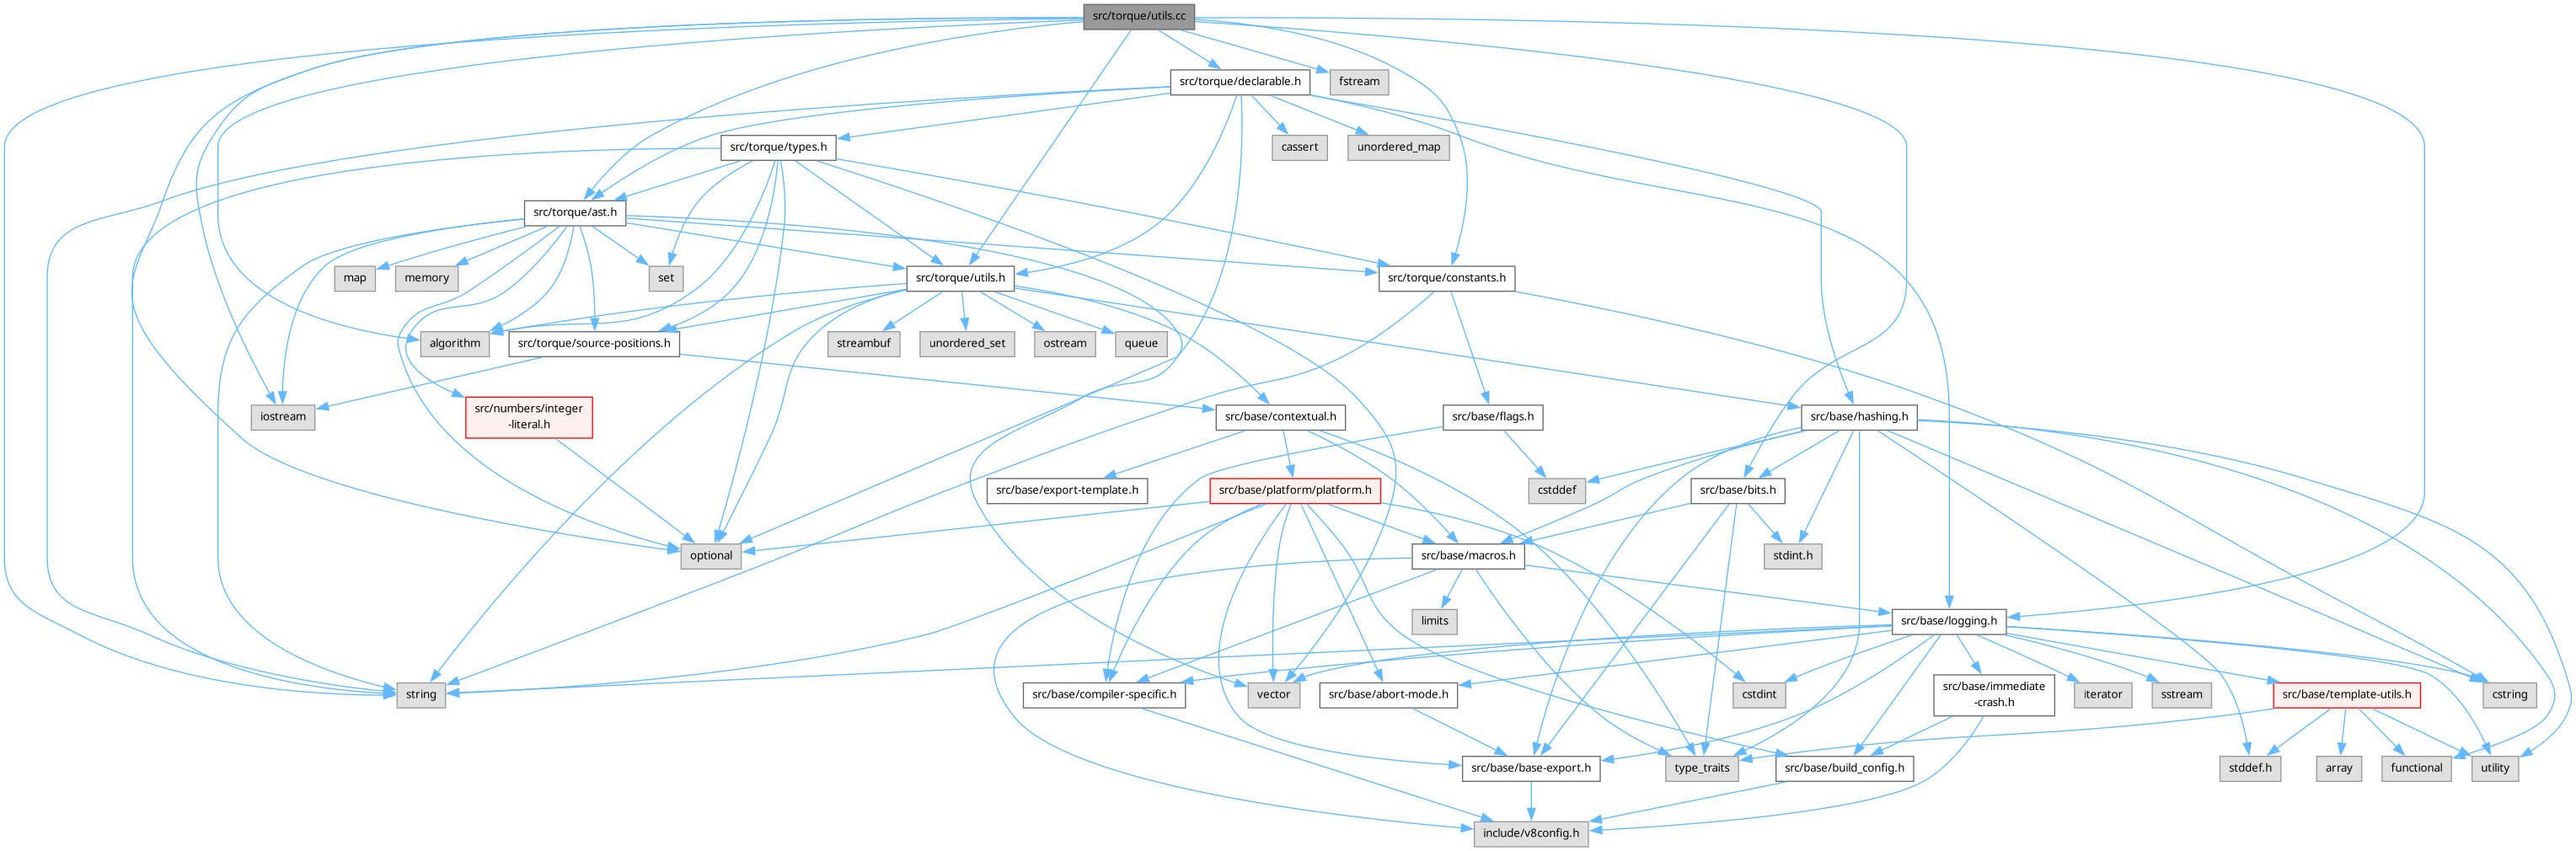 src/torque/utils.cc
src/torque/declarable.h
fstream
src/torque/types.h
cassert
unordered_map
src/torque/ast.h
map
memory
set
src/torque/utils.h
src/torque/constants.h
algorithm
src/torque/source-positions.h
streambuf
unordered_set
ostream
queue
iostream
src/numbers/integer
-literal.h
src/base/contextual.h
src/base/flags.h
src/base/hashing.h
src/base/export-template.h
src/base/platform/platform.h
cstddef
src/base/bits.h
optional
src/base/macros.h
stdint.h
limits
src/base/logging.h
string
src/base/compiler-specific.h
vector
src/base/abort-mode.h
cstdint
src/base/immediate
-crash.h
iterator
sstream
src/base/template-utils.h
cstring
src/base/base-export.h
type_traits
src/base/build_config.h
stddef.h
array
functional
utility
include/v8config.h